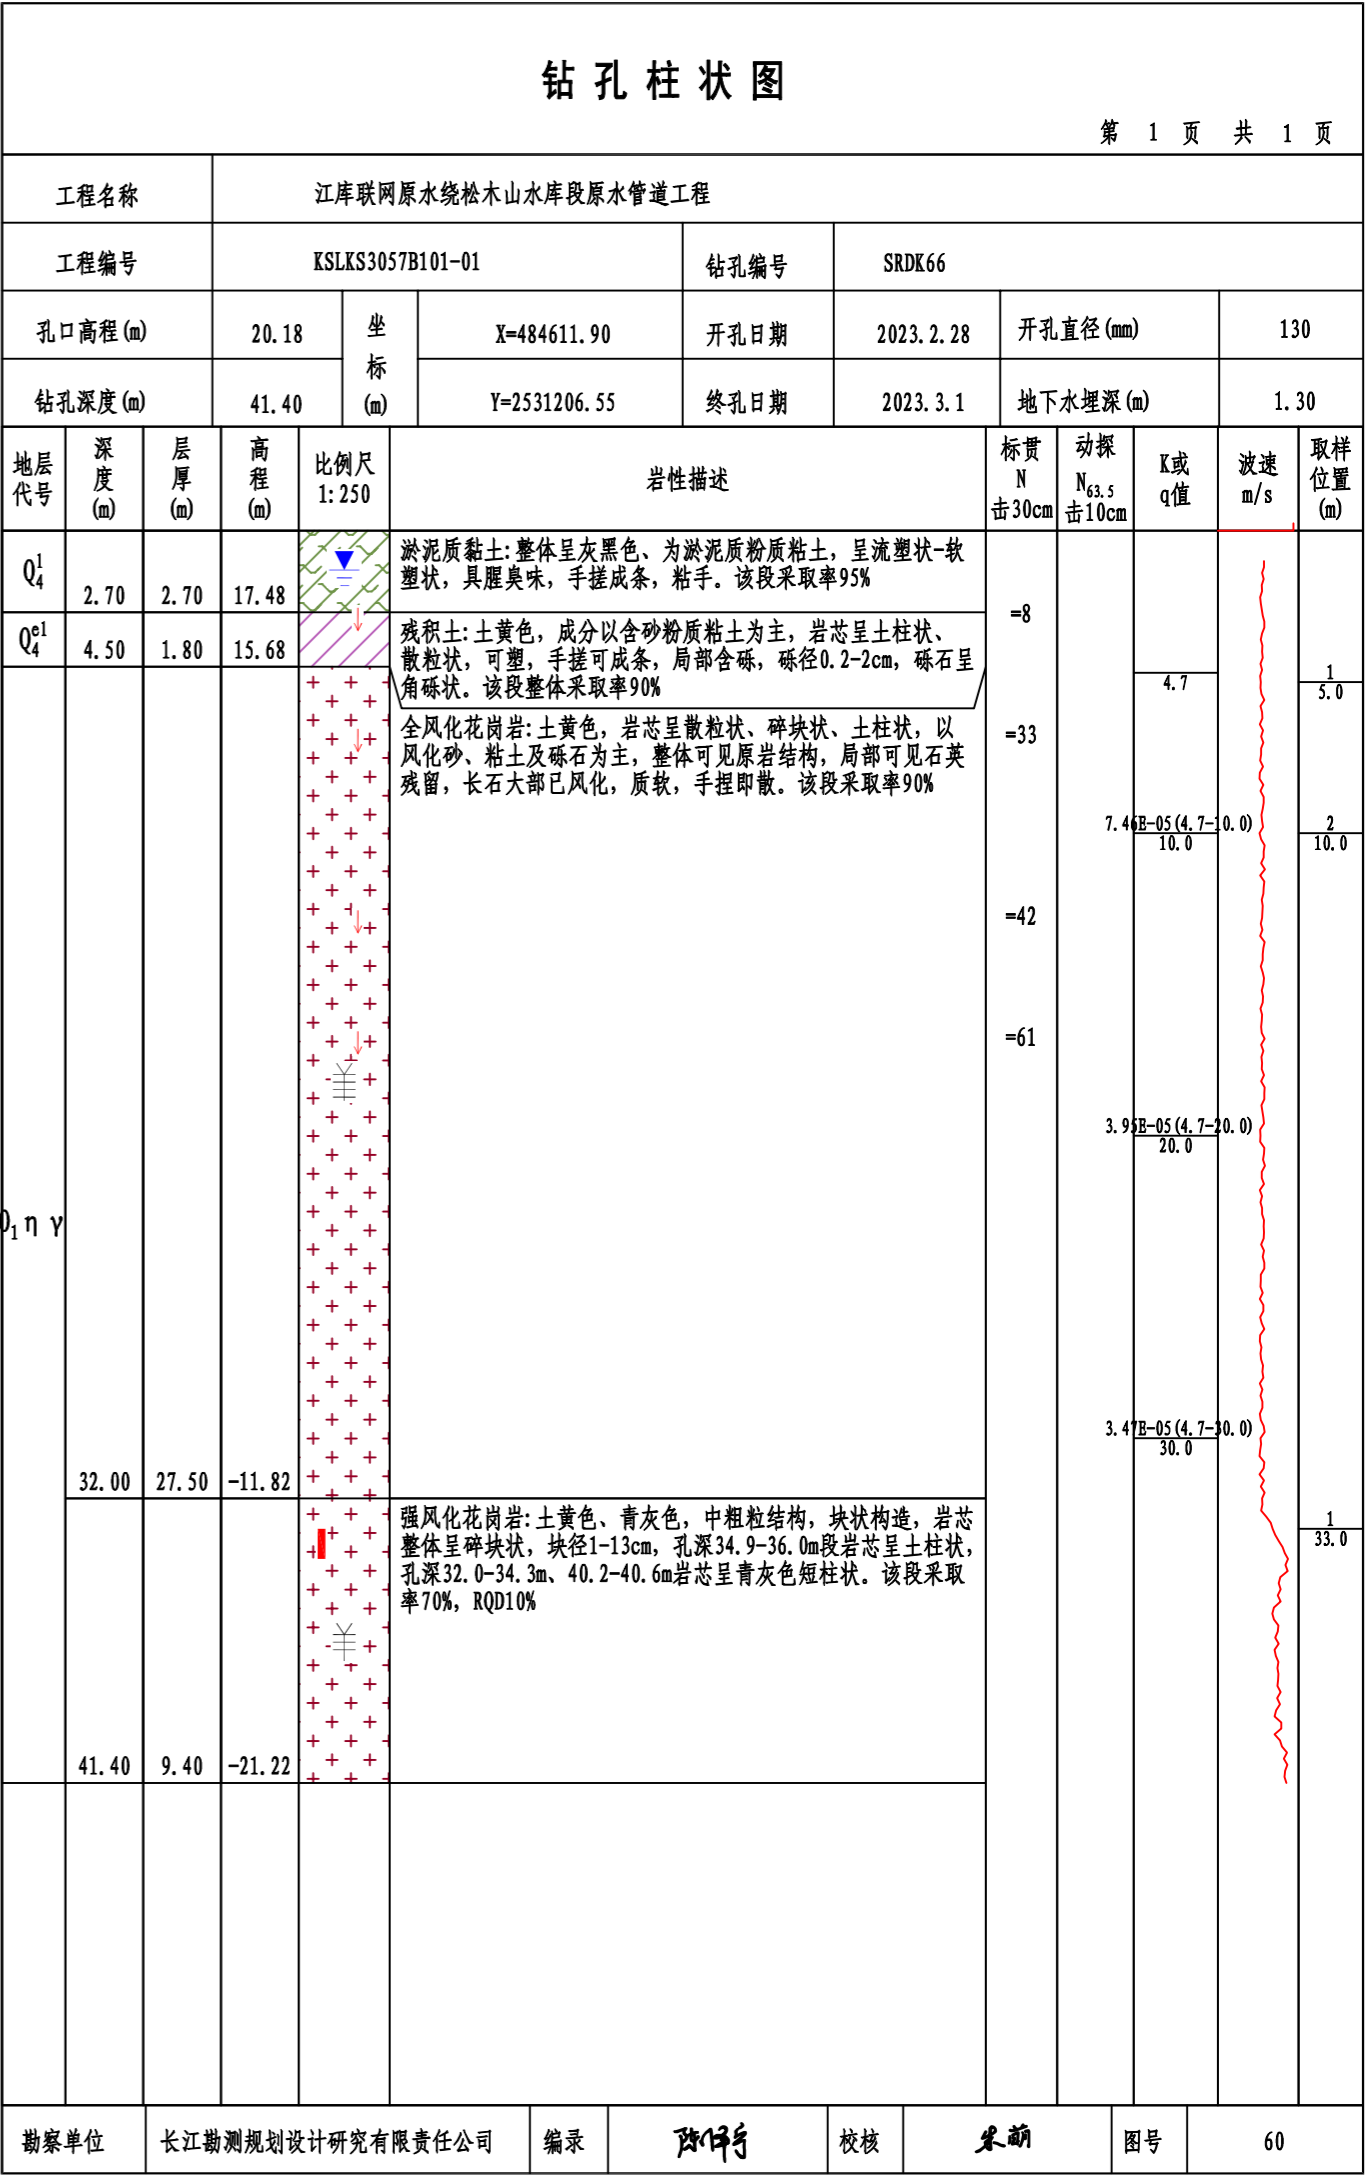 钻孔柱状图
第 1 页 共 1 页
工程名称 江库联网原水绕松木山水库段原水管道工程
工程编号 KSLKS3057B101-01 钻孔编号 SRDK66
孔口高程(m) 20.18 坐标(m) X=484611.90 开孔日期 2023.2.28 开孔直径(mm) 130
钻孔深度(m) 41.40 Y=2531206.55 终孔日期 2023.3.1 地下水埋深(m) 1.30
地层代号 深度(m) 层厚(m) 高程(m) 比例尺1:250 岩性描述 标贯N击30cm 动探N63.5击10cm K或q值 波速m/s 取样位置(m)
Q4l 2.70 2.70 17.48
淤泥质黏土:整体呈灰黑色、为淤泥质粉质粘土,呈流塑状-软
塑状,具腥臭味,手搓成条,粘手。该段采取率95%
=8
Q4el 4.50 1.80 15.68
残积土:土黄色,成分以含砂粉质粘土为主,岩芯呈土柱状、
散粒状,可塑,手搓可成条,局部含砾,砾径0.2-2cm,砾石呈
角砾状。该段整体采取率90%
4.7
1
5.0
全风化花岗岩:土黄色,岩芯呈散粒状、碎块状、土柱状,以
风化砂、粘土及砾石为主,整体可见原岩结构,局部可见石英
残留,长石大部已风化,质软,手捏即散。该段采取率90%
=33
7.46E-05(4.7-10.0)
10.0
2
10.0
=42
=61
3.95E-05(4.7-20.0)
20.0
1ηγ
3.47E-05(4.7-30.0)
30.0
32.00 27.50 -11.82
强风化花岗岩:土黄色、青灰色,中粗粒结构,块状构造,岩芯
整体呈碎块状,块径1-13cm,孔深34.9-36.0m段岩芯呈土柱状,
孔深32.0-34.3m、40.2-40.6m岩芯呈青灰色短柱状。该段采取
率70%,RQD10%
1
33.0
41.40 9.40 -21.22
勘察单位 长江勘测规划设计研究有限责任公司 编录 校核 朱萌 图号 60